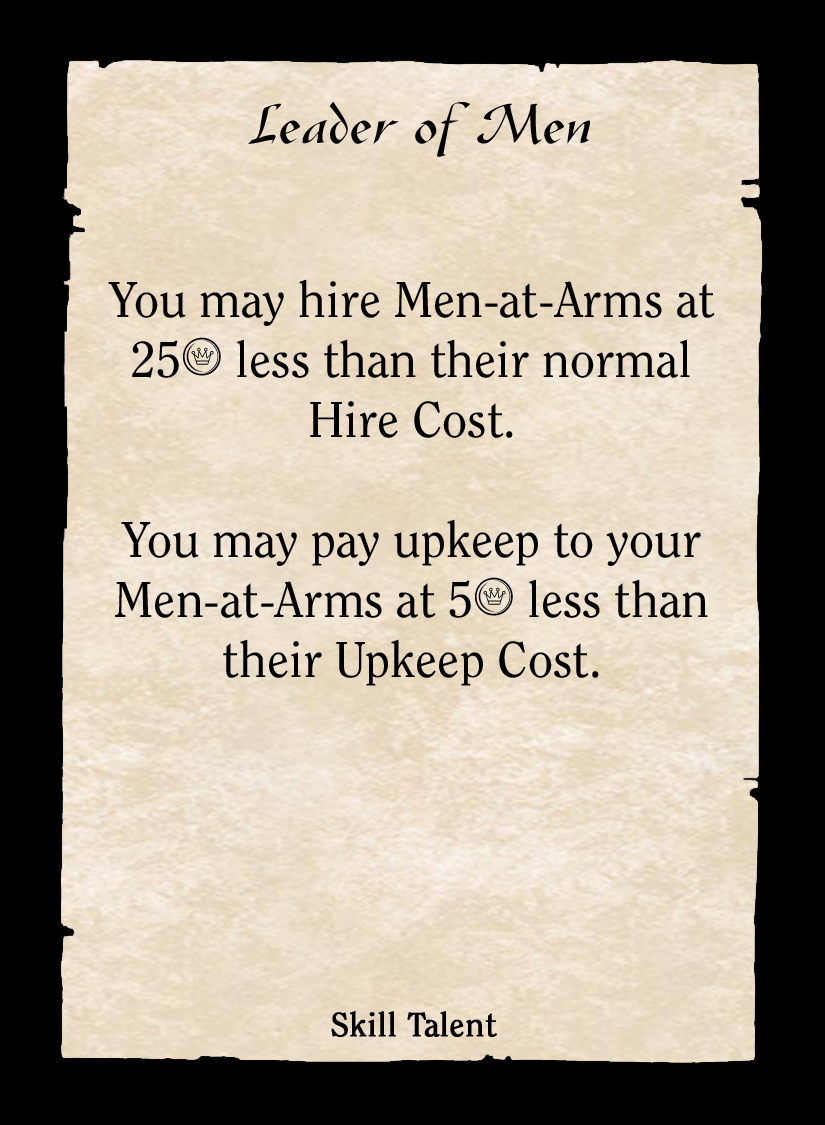 Leader of Men
You may hire Men-at-Arms at
25 less than their normal
Hire Cost.
You may pay upkeep to your
Men-at-Arms at 5 less than
their Upkeep Cost.
Skill Talent